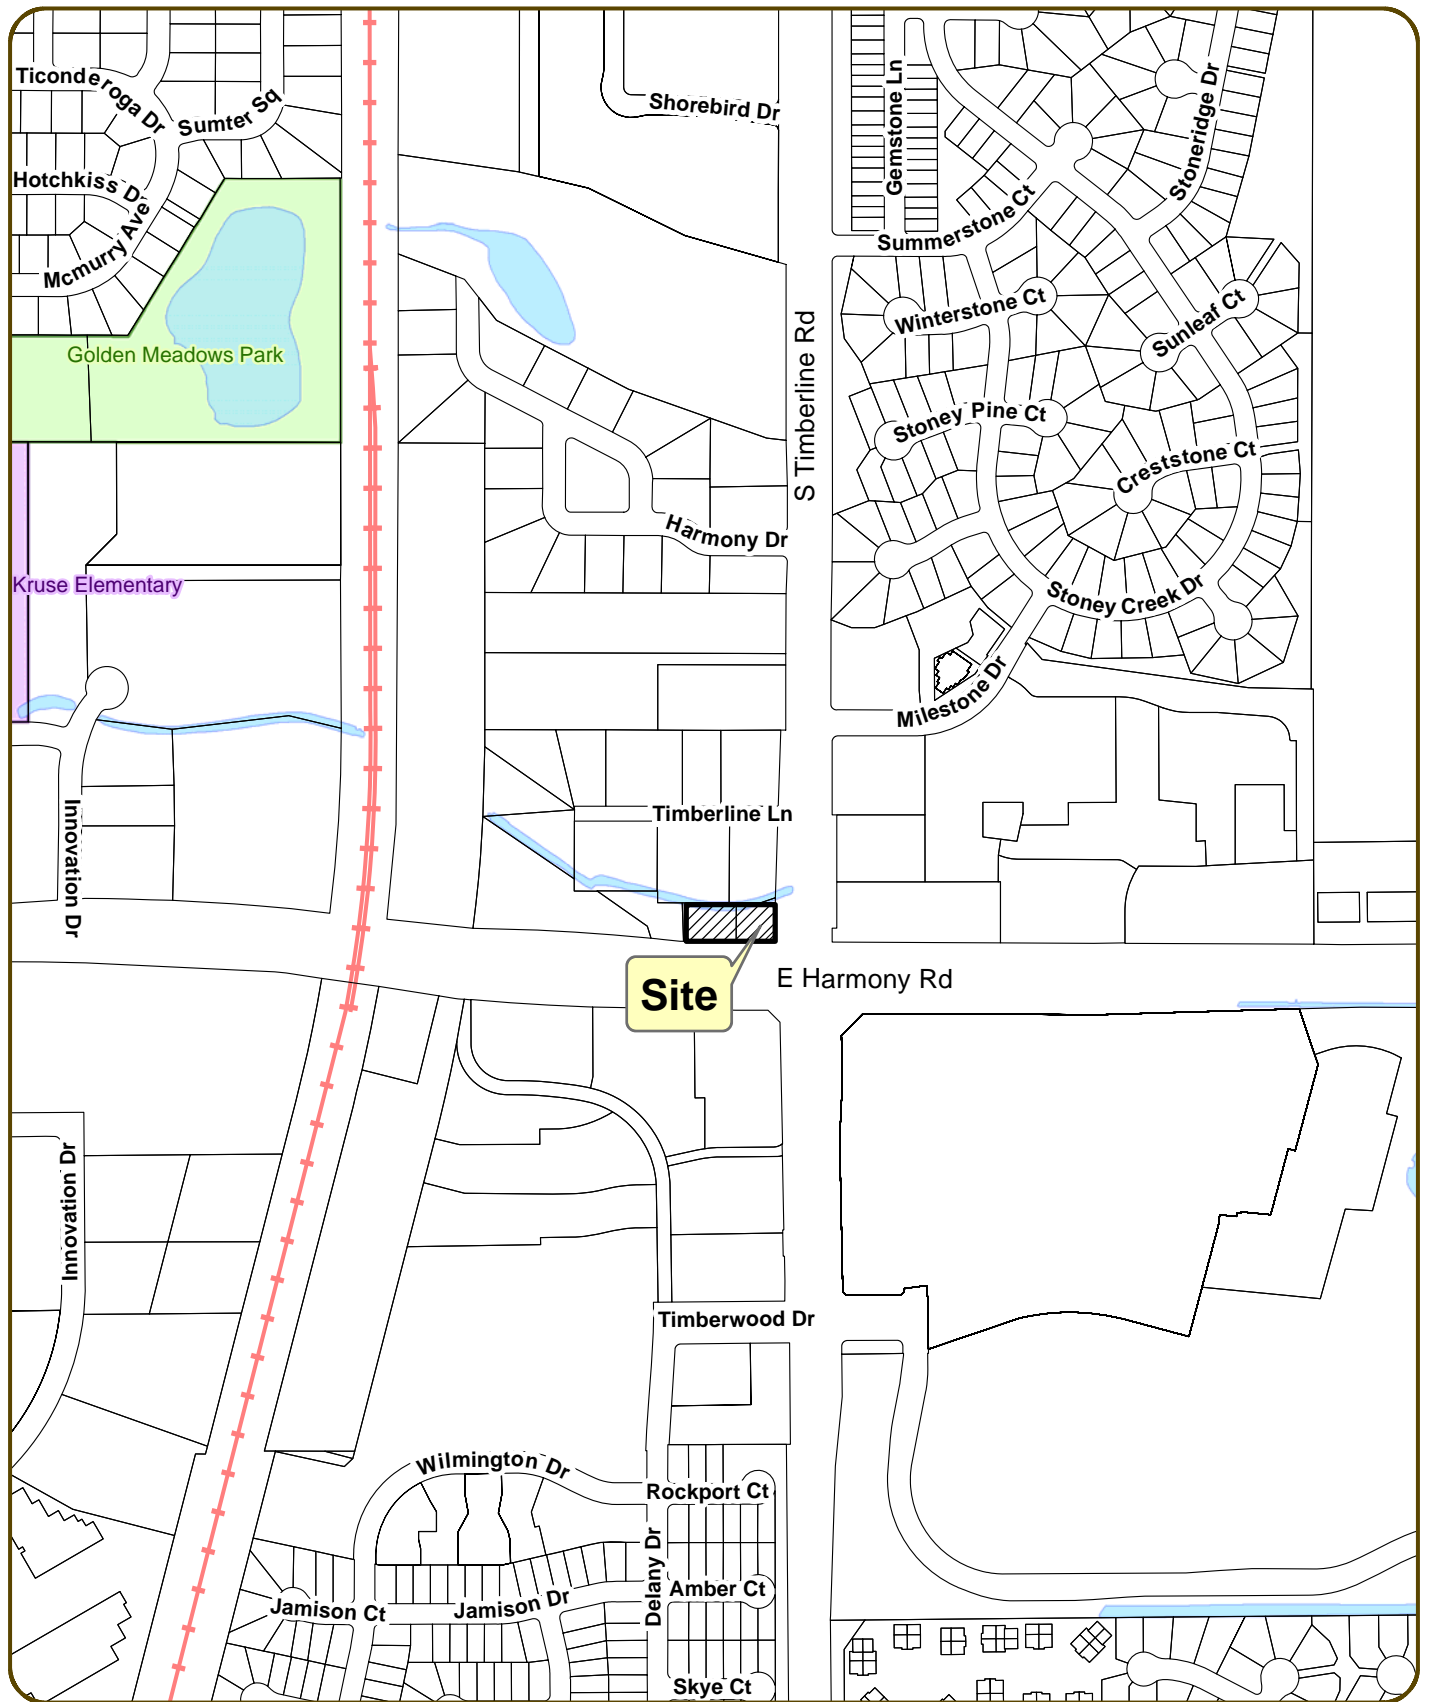 Ticonderoga Dr
Sumter Sq
Shorebird Dr
Gemstone Ln
Stoneridge Dr
Hotchkiss Dr
Mcmurry Ave
Summerstone Ct
Winterstone Ct
Sunleaf Ct
Golden Meadows Park
S Timberline Rd
Stoney Pine Ct
Creststone Ct
Harmony Dr
Kruse Elementary
Stoney Creek Dr
Milestone Dr
Innovation Dr
Timberline Ln
Site
E Harmony Rd
Innovation Dr
Timberwood Dr
Wilmington Dr
Rockport Ct
Delany Dr
Amber Ct
Jamison Ct
Jamison Dr
Skye Ct